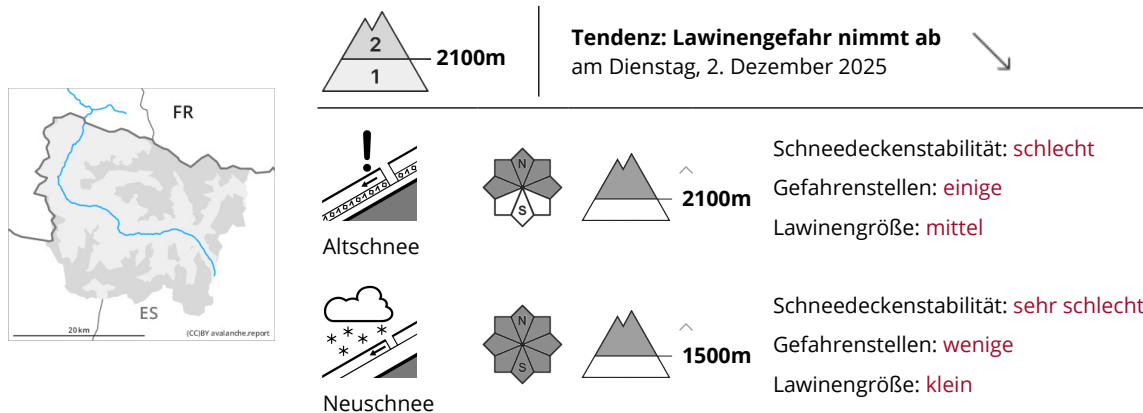 2
1
2100m
Tendenz: Lawinengefahr nimmt ab
am Dienstag, 2. Dezember 2025
FR
ES
20 km
(CC)BY avalanche.report
Altschnee
N
S
2100m
Schneedeckenstabilität: schlecht
Gefahrenstellen: einige
Lawinengröße: mittel
Neuschnee
N
S
1500m
Schneedeckenstabilität: sehr schlecht
Gefahrenstellen: wenige
Lawinengröße: klein